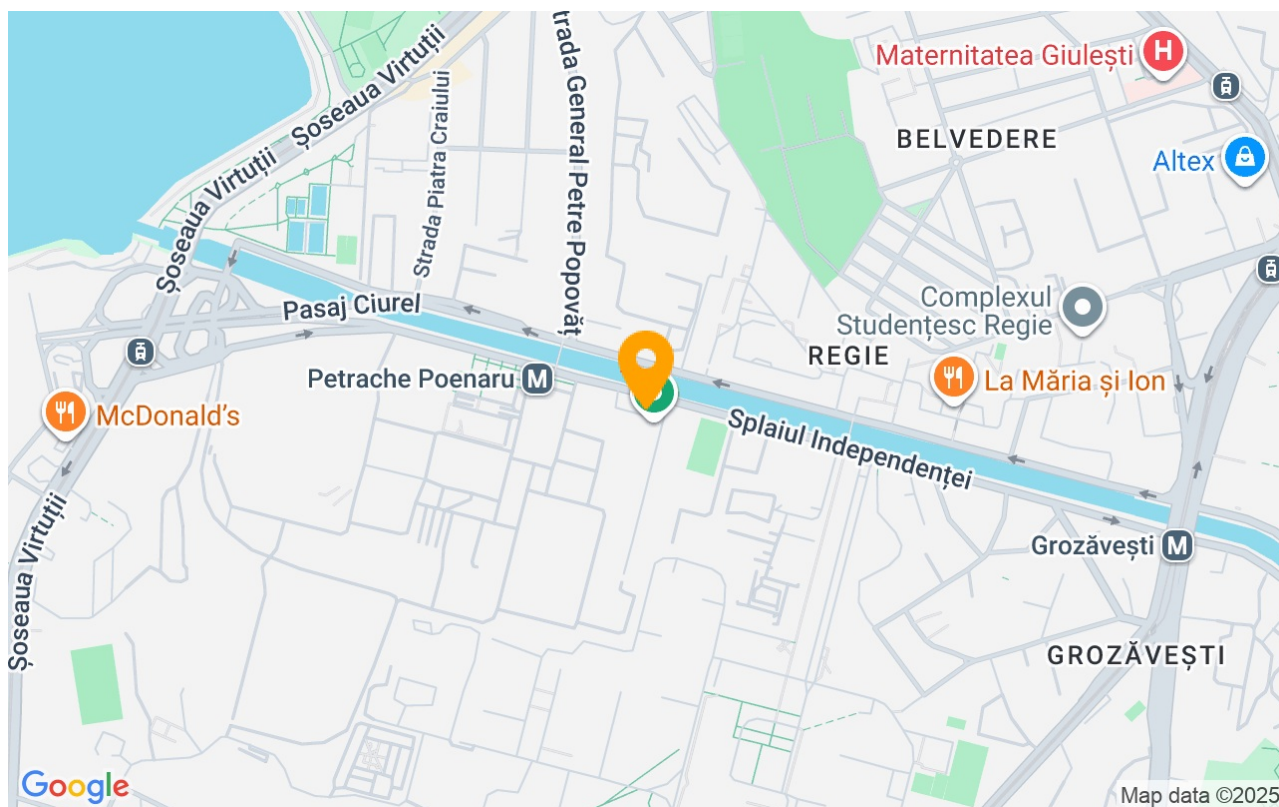 Maternitatea Giulești
H
Șoseaua Virtuții
Strada Piatra Craiului
trada General Petre Popovăț
BELVEDERE
Altex
Șoseaua Virtuții
Pasaj Ciurel
Complexul
Studențesc Regie
REGIE
Petrache Poenaru M
La Măria și Ion
McDonald's
Splaiul Independenței
Grozăvești M
Șoseaua Virtuții
GROZĂVEȘTI
Google
Map data ©2025